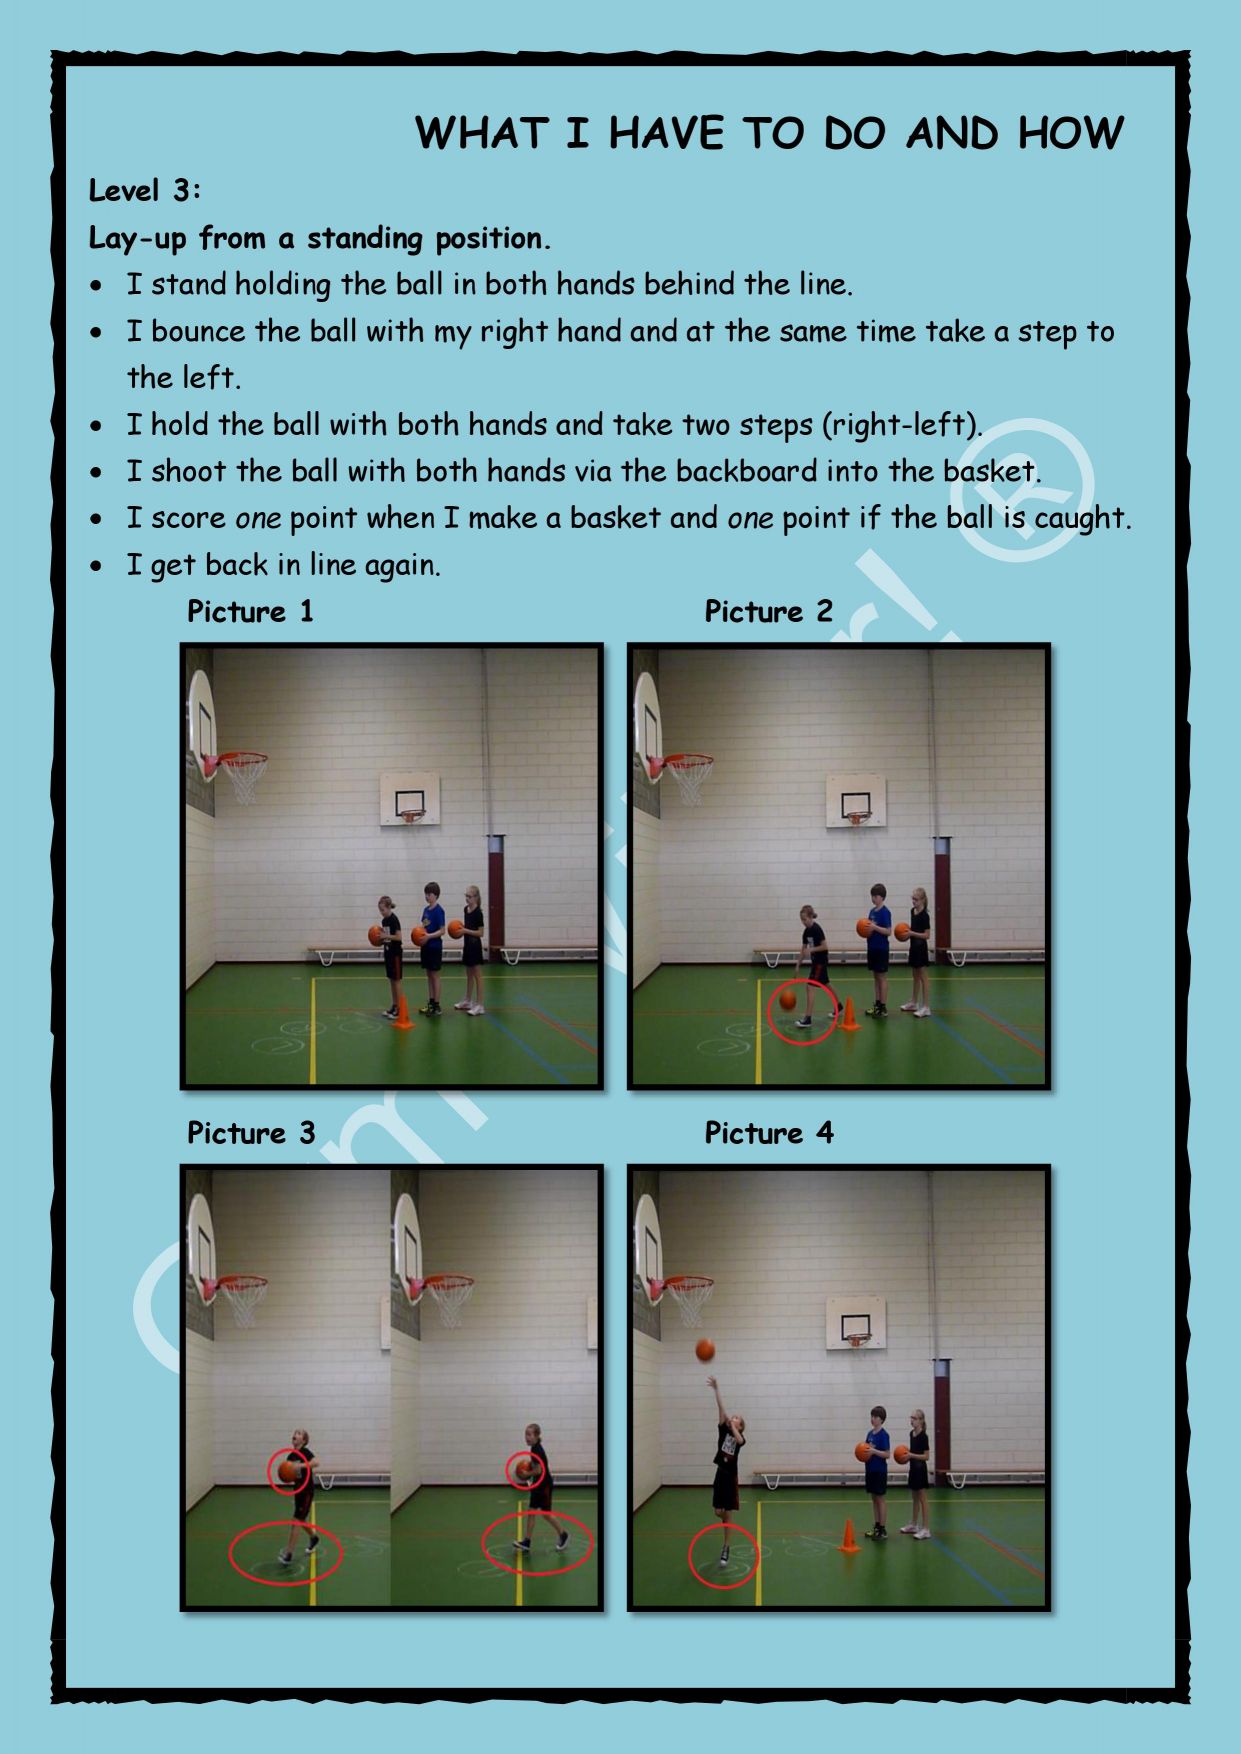 WHAT I HAVE TO DO AND HOW
Level 3:
Lay-up from a standing position.
• I stand holding the ball in both hands behind the line.
• I bounce the ball with my right hand and at the same time take a step to
the left.
• I hold the ball with both hands and take two steps (right-left).
• I shoot the ball with both hands via the backboard into the basket.
• I score one point when I make a basket and one point if the ball is caught.
• I get back in line again.
Picture 1 Picture 2
Picture 3 Picture 4